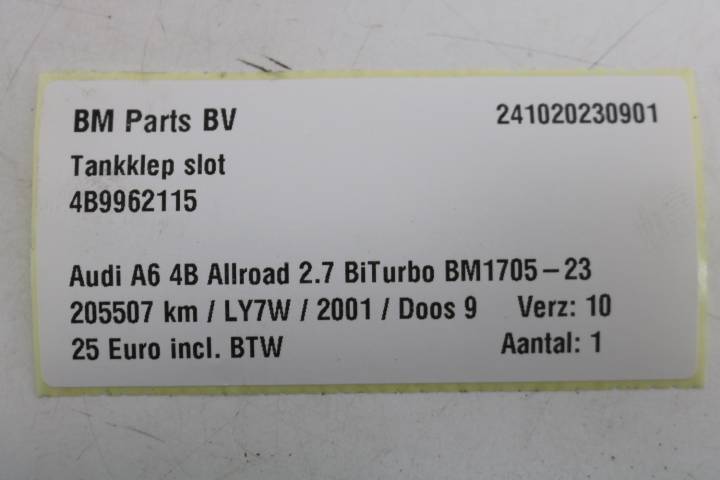 BM Parts BV 241020230901
Tankklep slot
4B9962115
Audi A6 4B Allroad 2.7 BiTurbo BM1705-23
205507 km / LY7W / 2001 / Doos 9 Verz: 10
25 Euro incl. BTW Aantal: 1